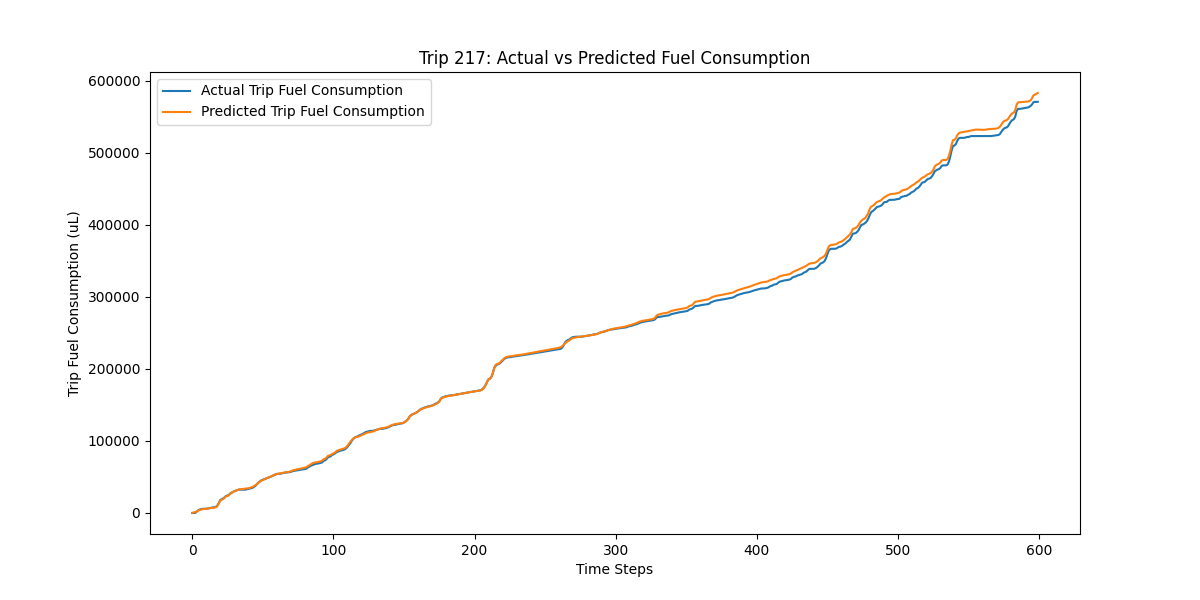 Trip 217: Actual vs Predicted Fuel Consumption
Actual Trip Fuel Consumption
Predicted Trip Fuel Consumption
Trip Fuel Consumption (uL)
600000
500000
400000
300000
200000
100000
0
0 100 200 300 400 500 600
Time Steps